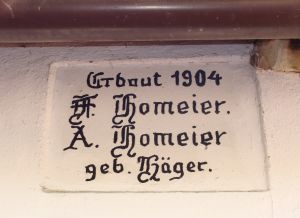 Erbaut 1904
H. Homeier.
A. Homeier
geb. Häger.